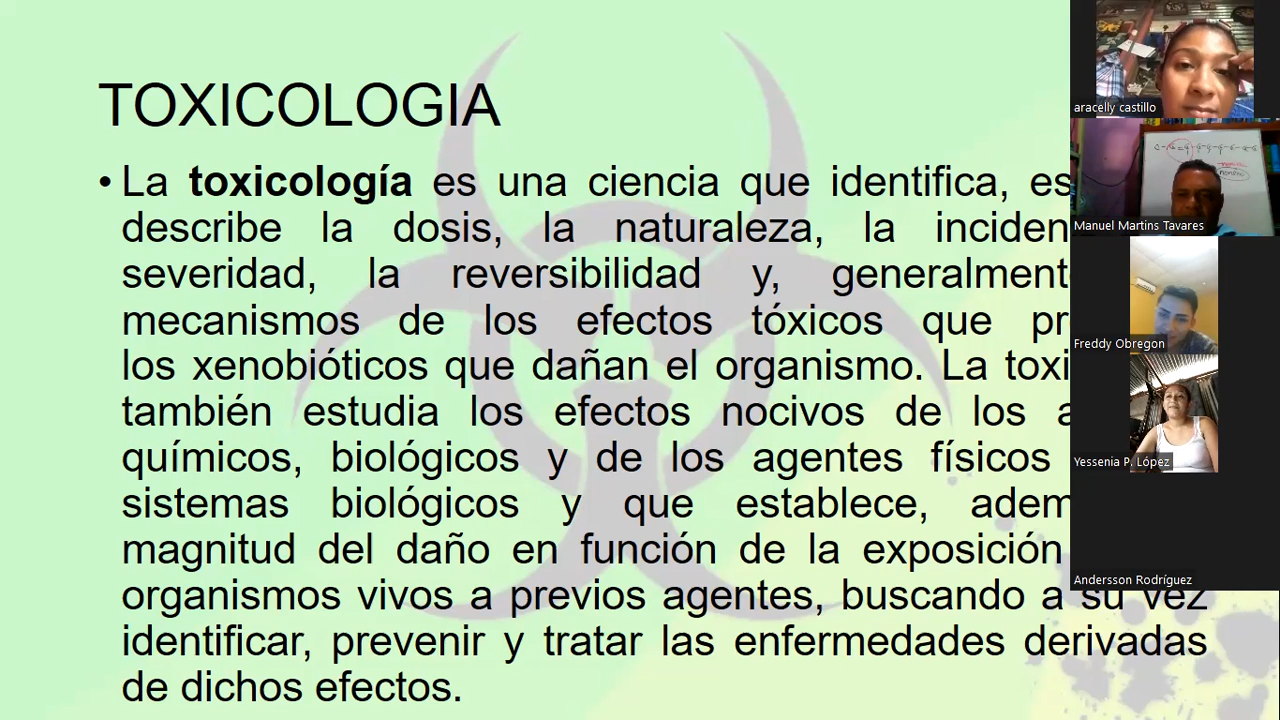 TOXICOLOGIA
• La toxicología es una ciencia que identifica, es
describe la dosis, la naturaleza, la inciden
severidad, la reversibilidad y, generalment
mecanismos de los efectos tóxicos que pr
los xenobióticos que dañan el organismo. La toxi
también estudia los efectos nocivos de los a
químicos, biológicos y de los agentes físicos
sistemas biológicos y que establece, adem
magnitud del daño en función de la exposición
organismos vivos a previos agentes, buscando a su vez
identificar, prevenir y tratar las enfermedades derivadas
de dichos efectos.
aracelly castillo
Manuel Martins Tavares
Freddy Obregon
Yessenia P. López
Andersson Rodríguez